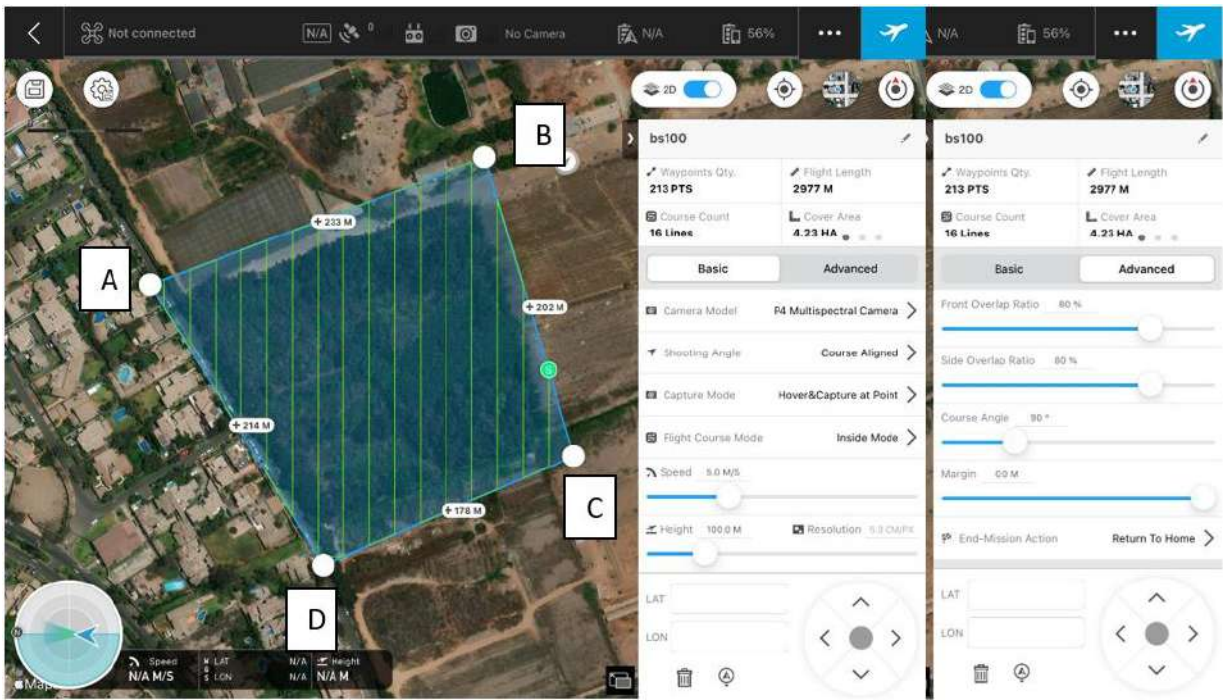 Not connected
N/A
0
No Camera
N/A
56%
N/A
56%
2D
2D
B
A
C
D
+ 233 M
+ 202 M
+ 214 M
+ 178 M
S
N
Speed
N/A M/S
W LAT N/A
G
S LON N/A
Height
N/A M
Maps
bs100
Waypoints Qty.
213 PTS
Flight Length
2977 M
Course Count
16 Lines
Cover Area
4.23 HA
Basic
Advanced
Camera Model P4 Multispectral Camera
Shooting Angle Course Aligned
Capture Mode Hover&Capture at Point
Flight Course Mode Inside Mode
Speed 5.0 M/S
Height 100.0 M
Resolution 5.3 CM/PX
LAT
LON
bs100
Waypoints Qty.
213 PTS
Flight Length
2977 M
Course Count
16 Lines
Cover Area
4.23 HA
Basic
Advanced
Front Overlap Ratio 80 %
Side Overlap Ratio 80 %
Course Angle 90 °
Margin 0.0 M
End-Mission Action Return To Home
LAT
LON